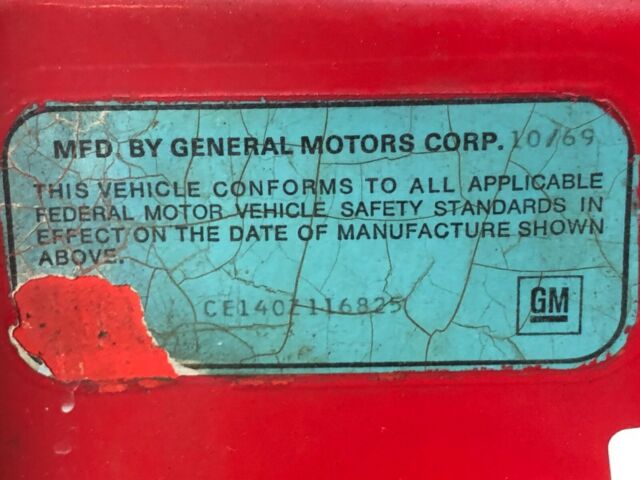 MFD BY GENERAL MOTORS CORP. 10/69
THIS VEHICLE CONFORMS TO ALL APPLICABLE
FEDERAL MOTOR VEHICLE SAFETY STANDARDS IN
EFFECT ON THE DATE OF MANUFACTURE SHOWN
ABOVE.
CE140Z116825
GM